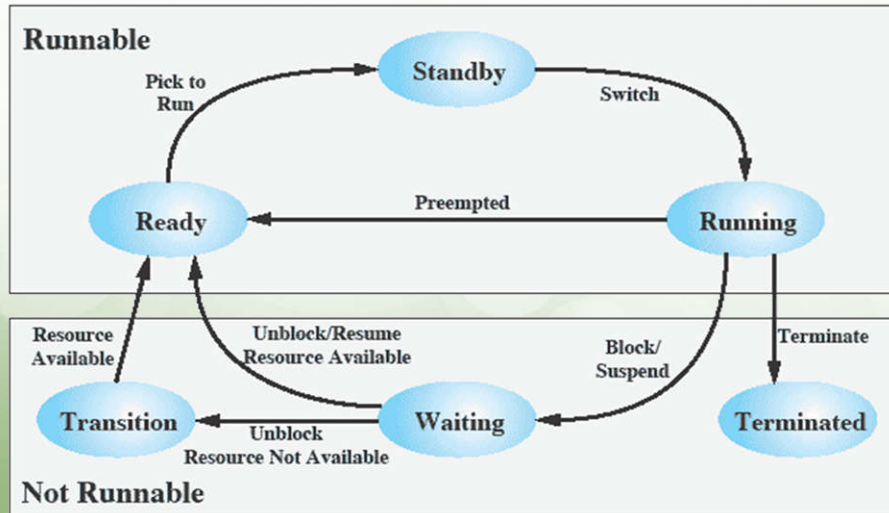 Runnable
Standby
Pick to
Run
Switch
Ready
Preempted
Running
Resource
Available
Unblock/Resume
Resource Available
Block/
Suspend
Terminate
Transition
Waiting
Terminated
Unblock
Resource Not Available
Not Runnable